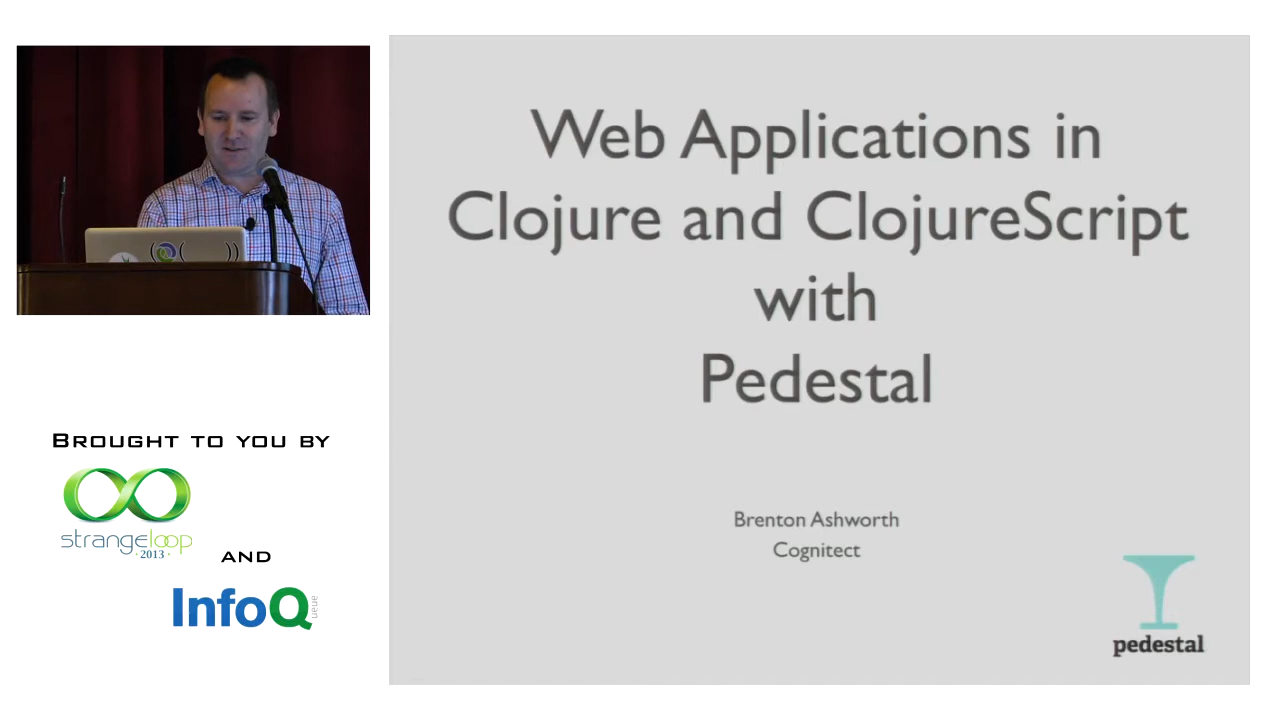 Web Applications in
Clojure and ClojureScript
with
Pedestal
Brenton Ashworth
Cognitect
pedestal
BROUGHT TO YOU BY
strangeloop
· 2013 ·
AND
InfoQ
ueue